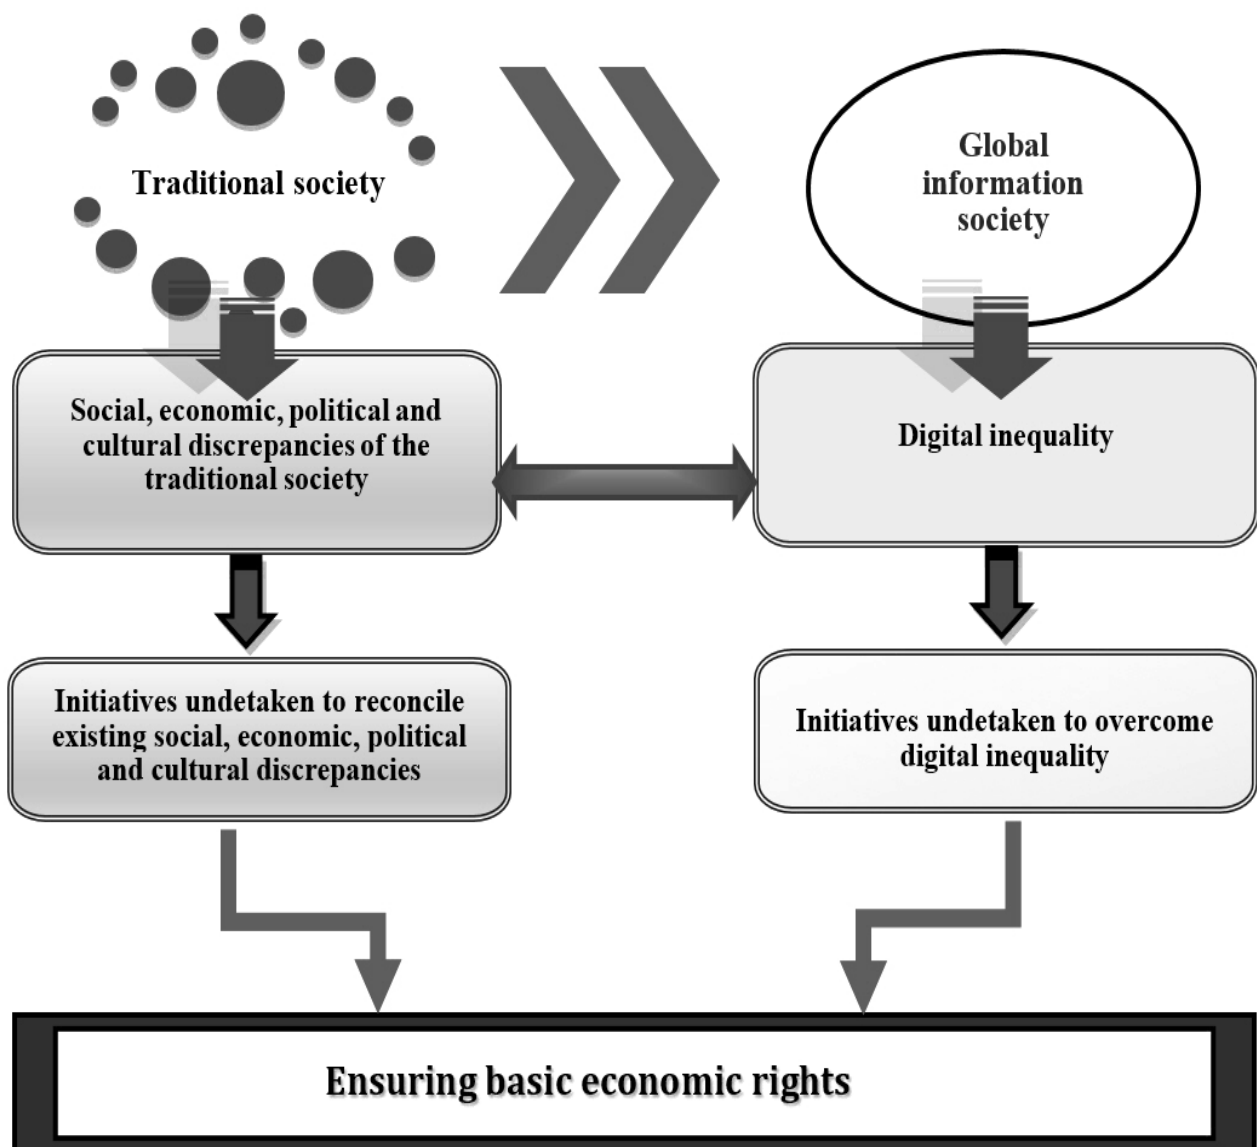 Traditional society
Global
information
society
Social, economic, political and
cultural discrepancies of the
traditional society
Digital inequality
Initiatives undetaken to reconcile
existing social, economic, political
and cultural discrepancies
Initiatives undetaken to overcome
digital inequality
Ensuring basic economic rights